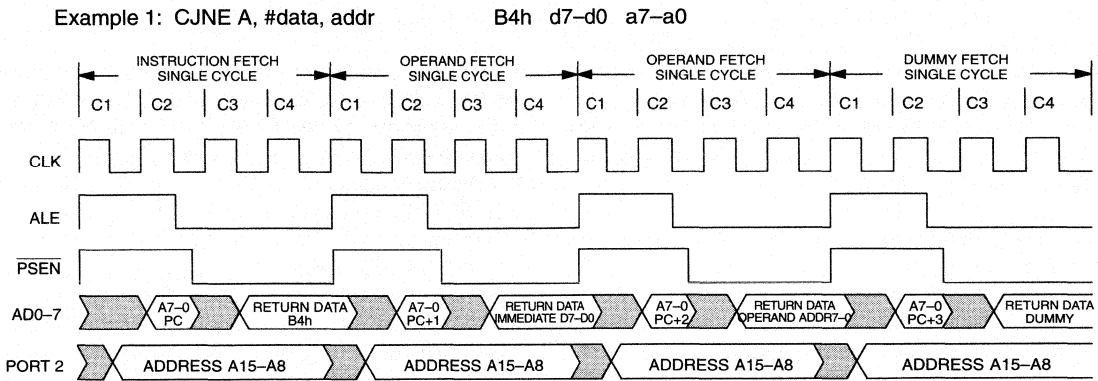 Example 1: CJNE A, #data, addr B4h d7–d0 a7–a0
INSTRUCTION FETCH OPERAND FETCH OPERAND FETCH DUMMY FETCH
SINGLE CYCLE SINGLE CYCLE SINGLE CYCLE SINGLE CYCLE
C1 C2 C3 C4 C1 C2 C3 C4 C1 C2 C3 C4 C1 C2 C3 C4
CLK
ALE
PSEN
AD0–7
A7–0 RETURN DATA A7–0 RETURN DATA A7–0 RETURN DATA A7–0 RETURN DATA
PC B4h PC+1 IMMEDIATE D7–D0 PC+2 OPERAND ADDR7–0 PC+3 DUMMY
PORT 2 ADDRESS A15–A8 ADDRESS A15–A8 ADDRESS A15–A8 ADDRESS A15–A8